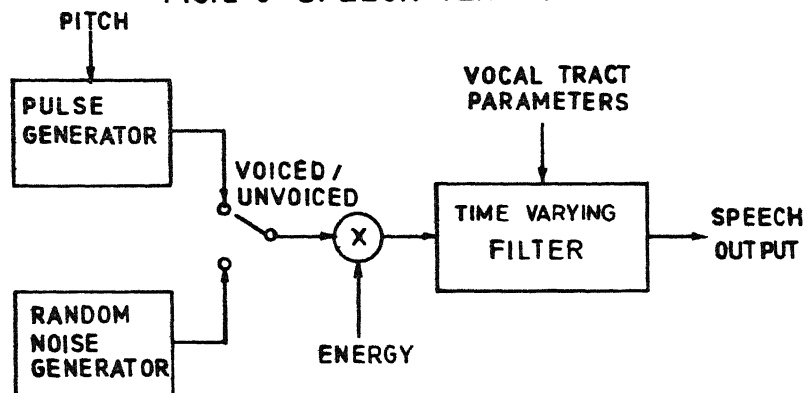 PITCH
PULSE
GENERATOR
VOICED /
UNVOICED
RANDOM
NOISE
GENERATOR
X
ENERGY
VOCAL TRACT
PARAMETERS
TIME VARYING
FILTER
SPEECH
OUTPUT